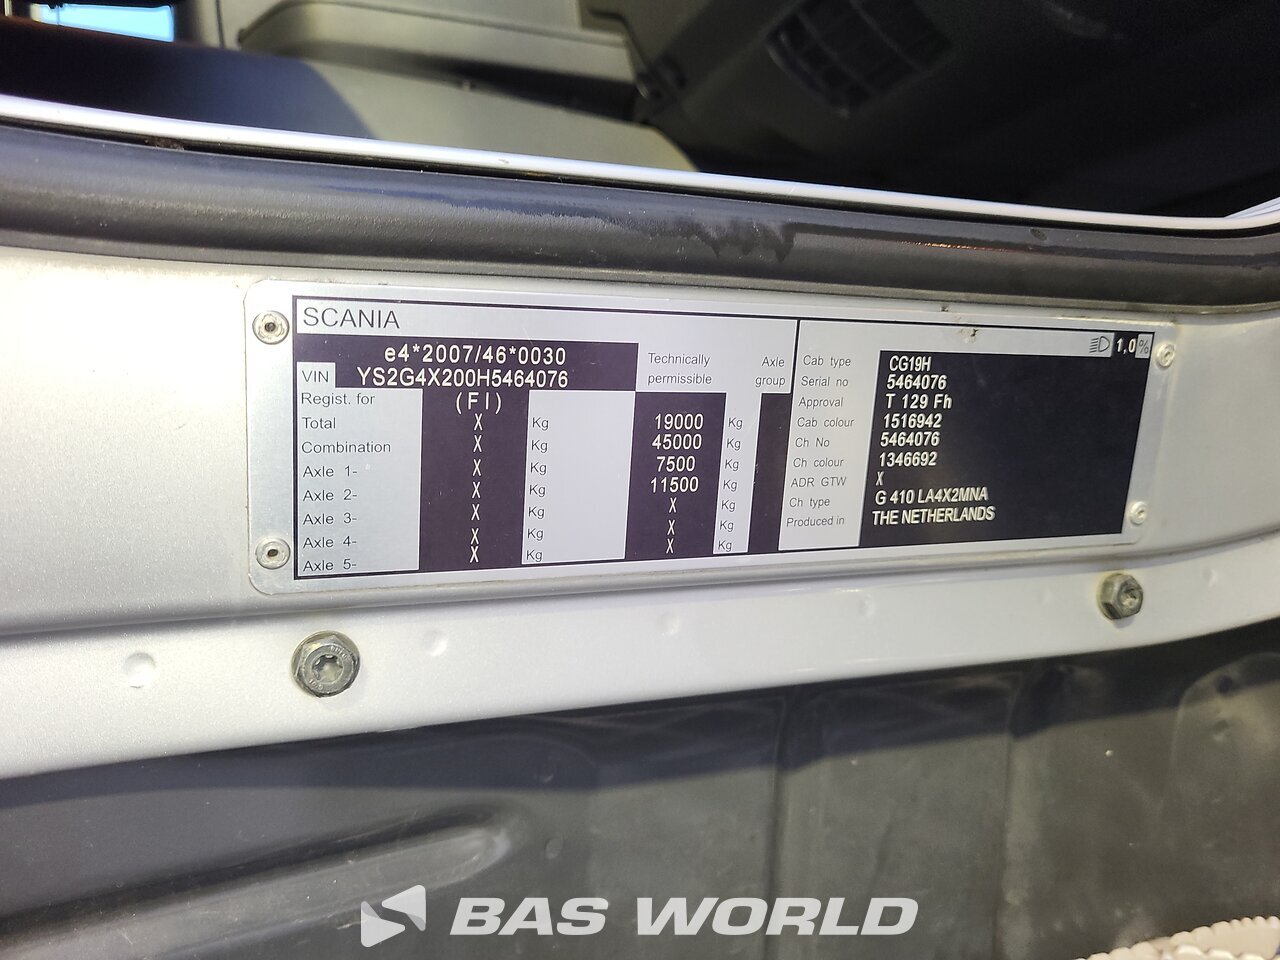 SCANIA
e4*2007/46*0030
VIN YS2G4X200H5464076
Regist. for (FI)
Technically permissible
Axle group
Total X Kg 19000 Kg
Combination X Kg 45000 Kg
Axle 1- X Kg 7500 Kg
Axle 2- X Kg 11500 Kg
Axle 3- X Kg X Kg
Axle 4- X Kg X Kg
Axle 5- X Kg X Kg
1,0%
Cab type CG19H
Serial no 5464076
Approval T 129 Fh
Cab colour 1516942
Ch No 5464076
Ch colour 1346692
ADR GTW X
Ch type G 410 LA4X2MNA
Produced in THE NETHERLANDS
BAS WORLD